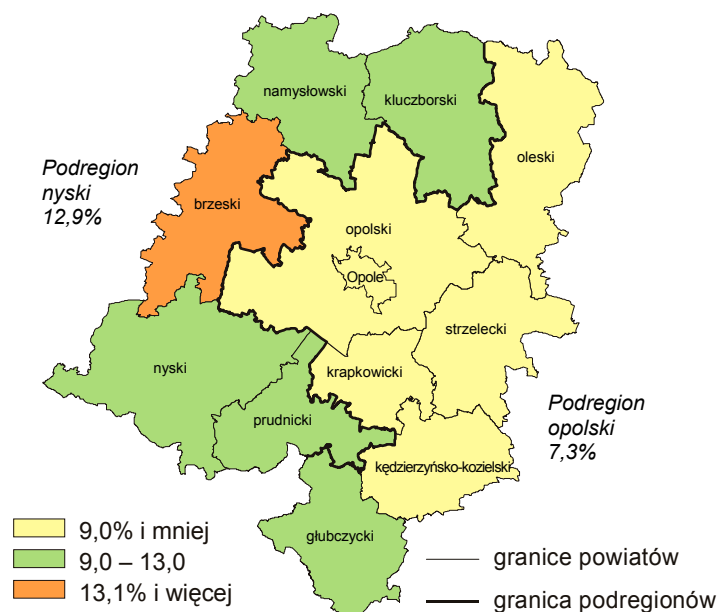 namysłowski
kluczborski
oleski
Podregion
nyski
12,9%
brzeski
opolski
Opole
strzelecki
nyski
krapkowicki
prudnicki
Podregion
opolski
7,3%
kędzierzyńsko-kozielski
głubczycki
9,0% i mniej
9,0 – 13,0
13,1% i więcej
granice powiatów
granica podregionów